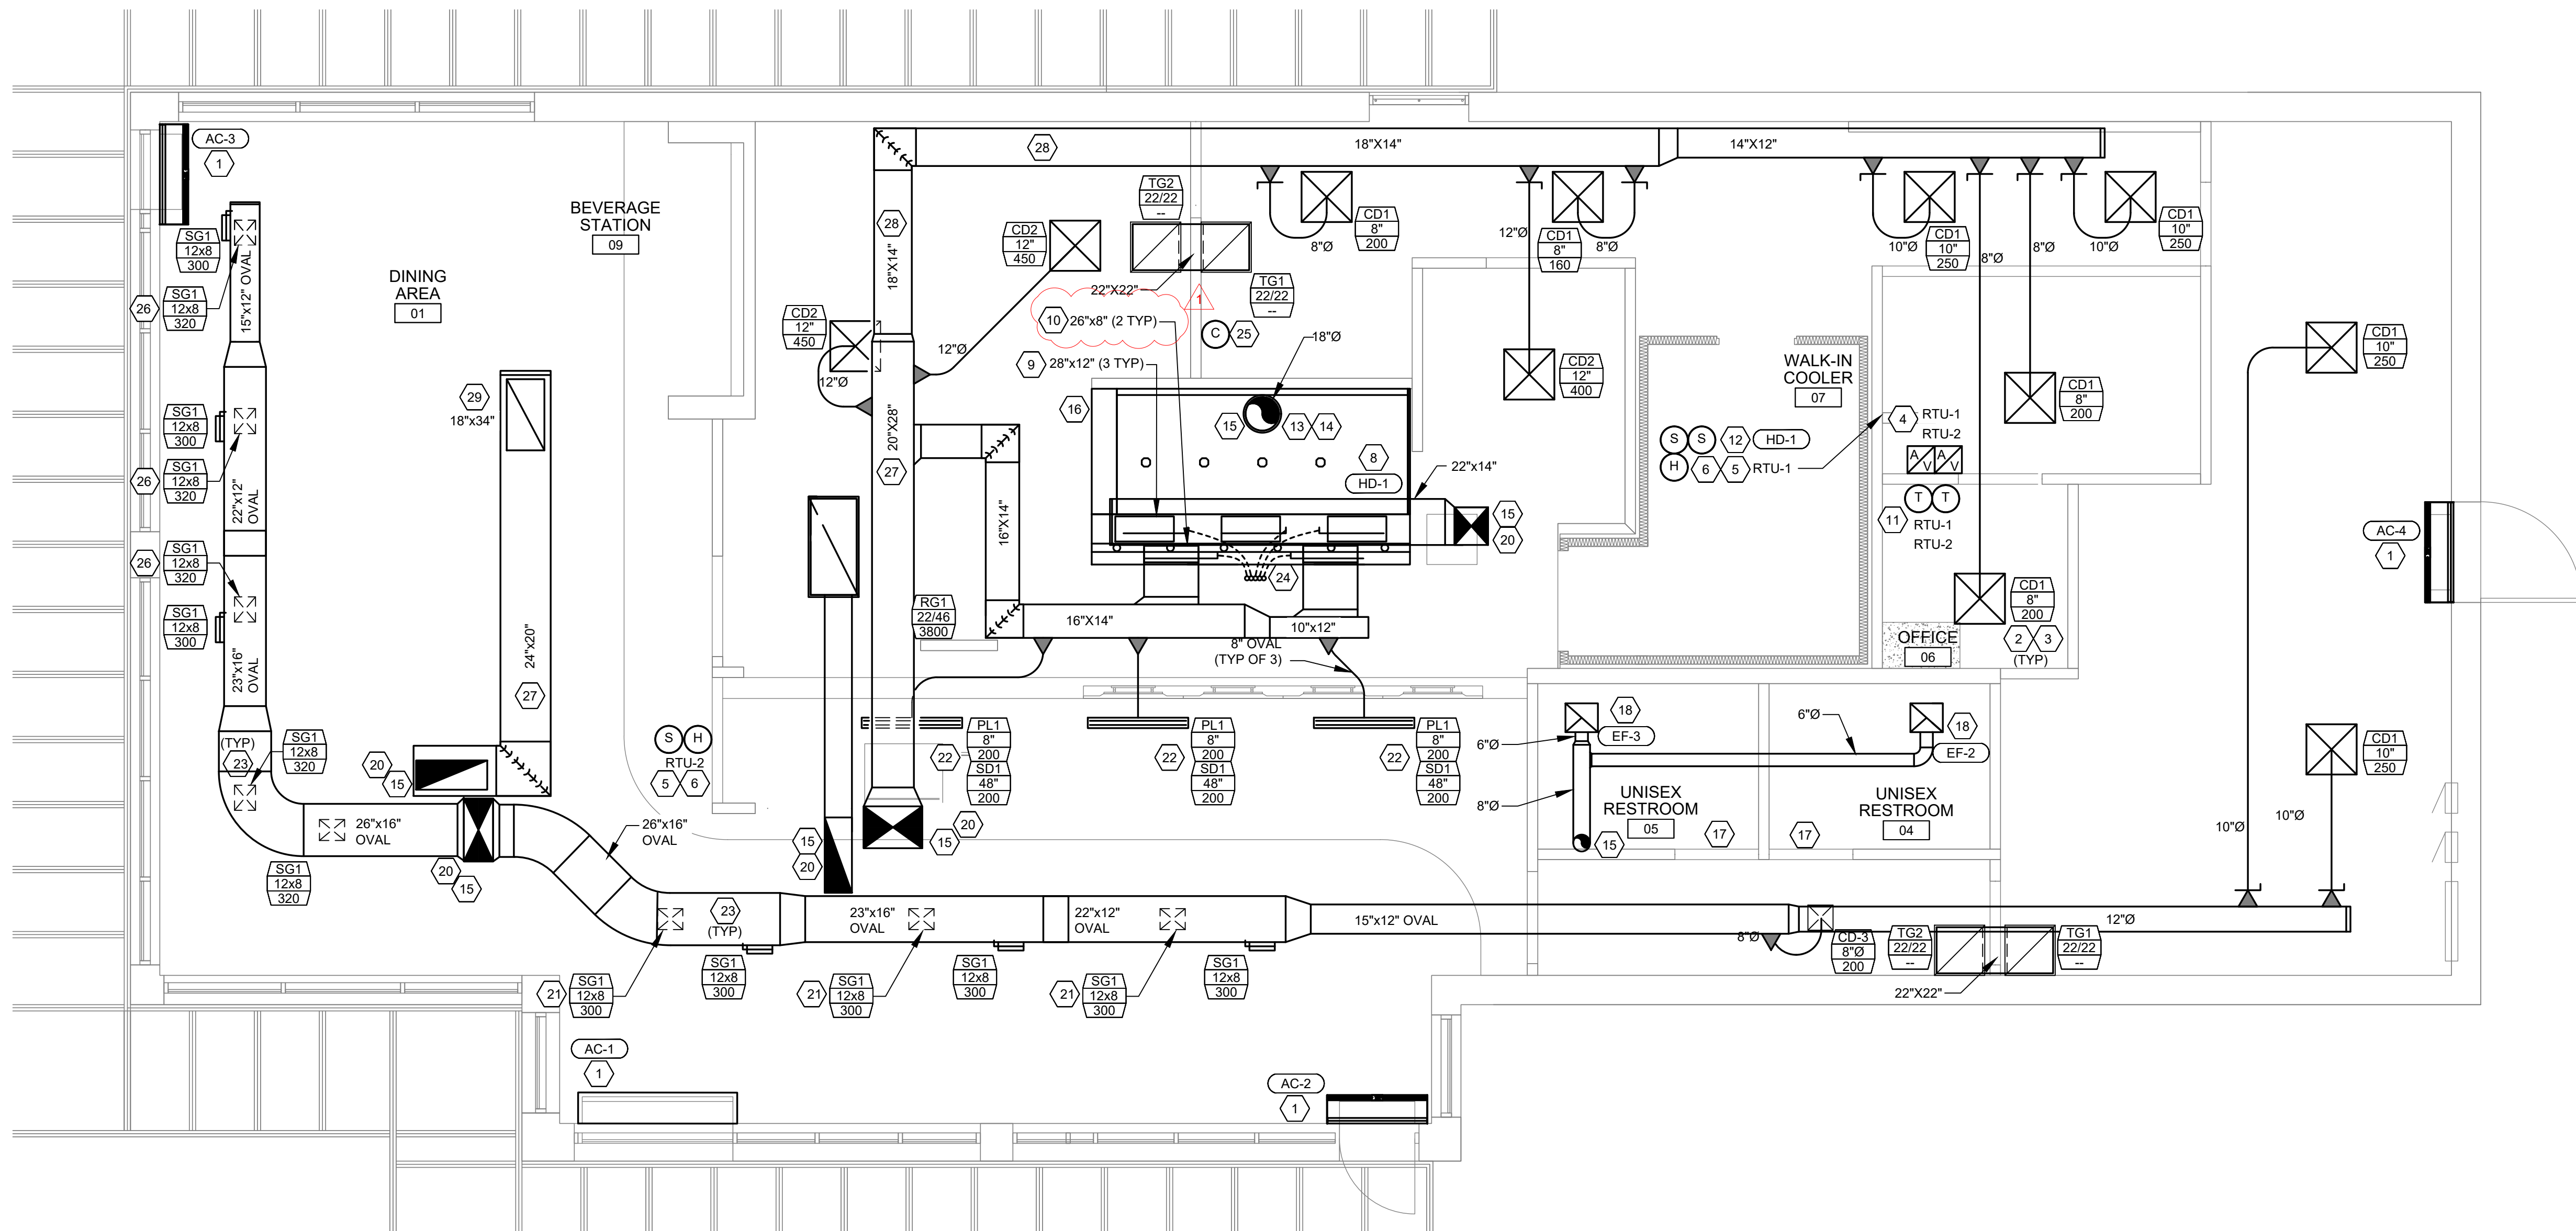 AC-3
1
SG1
12x8
300
SG1
12x8
320
26
15"x12" OVAL
SG1
12x8
300
SG1
12x8
320
26
22"x12"
OVAL
SG1
12x8
320
26
SG1
12x8
300
23"x16"
OVAL
(TYP)
23
SG1
12x8
320
26"x16"
OVAL
SG1
12x8
320
20
15
DINING
AREA
01
BEVERAGE
STATION
09
29
18"x34"
24"x20"
27
20
15
S
H
RTU-2
5
6
26"x16"
OVAL
23
(TYP)
21
SG1
12x8
300
SG1
12x8
300
23"x16"
OVAL
21
SG1
12x8
300
SG1
12x8
300
22"x12"
OVAL
21
SG1
12x8
300
SG1
12x8
300
15"x12" OVAL
AC-1
1
AC-2
1
28
18"X14"
14"X12"
28
18"X14"
CD2
12"
450
12"Ø
CD2
12"
450
12"Ø
20"X28"
27
TG2
22/22
--
22"X22"
TG1
22/22
--
1
10
26"x8" (2 TYP)
C
25
9
28"x12" (3 TYP)
18"Ø
16
15
13
14
8
HD-1
22"x14"
15
20
24
16"X14"
RG1
22/46
3800
16"X14"
10"x12"
8" OVAL
(TYP OF 3)
15
20
20
15
22
PL1
8"
200
SD1
48"
200
22
PL1
8"
200
SD1
48"
200
22
PL1
8"
200
SD1
48"
200
8"Ø
CD1
8"
200
12"Ø
CD1
8"
160
8"Ø
CD2
12"
400
10"Ø
CD1
10"
250
8"Ø
8"Ø
10"Ø
CD1
10"
250
WALK-IN
COOLER
07
S
S
12
HD-1
H
6
5
RTU-1
4
RTU-1
RTU-2
A
V
A
V
T
T
11
RTU-1
RTU-2
CD1
8"
200
CD1
8"
200
2
3
(TYP)
OFFICE
06
CD1
10"
250
AC-4
1
CD1
10"
250
10"Ø
10"Ø
18
EF-3
6"Ø
6"Ø
18
EF-2
8"Ø
UNISEX
RESTROOM
05
UNISEX
RESTROOM
04
15
17
17
8"Ø
CD-3
8"Ø
200
TG2
22/22
--
TG1
22/22
--
12"Ø
22"X22"